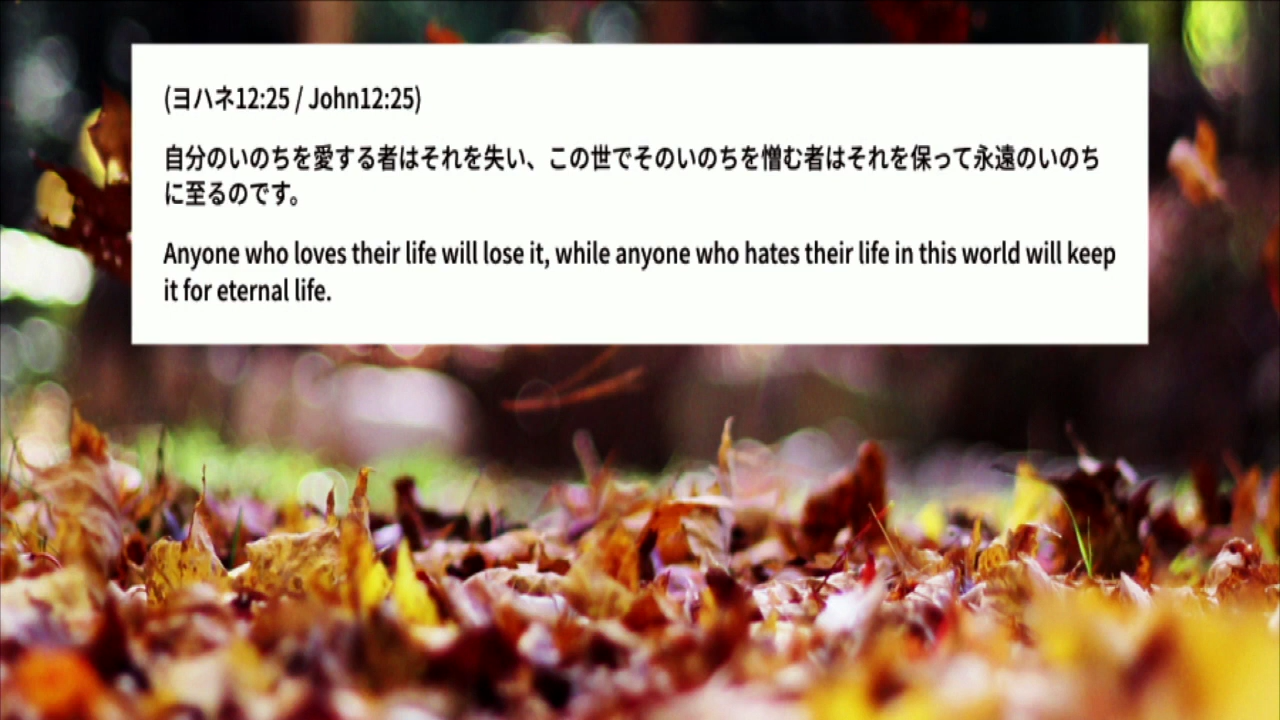 (ヨハネ12:25 / John12:25)
自分のいのちを愛する者はそれを失い、この世でそのいのちを憎む者はそれを保って永遠のいのち
に至るのです。
Anyone who loves their life will lose it, while anyone who hates their life in this world will keep
it for eternal life.